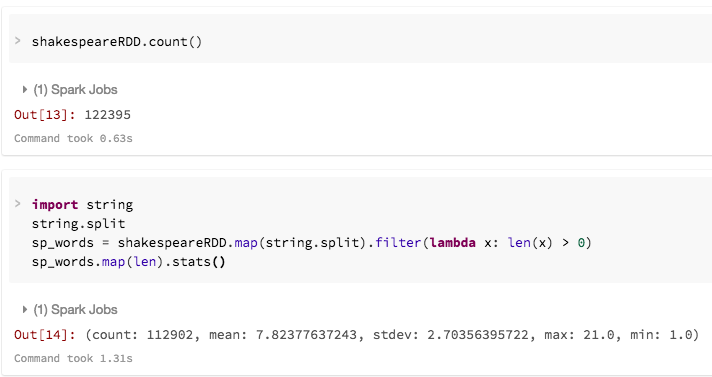 > shakespeareRDD.count()
(1) Spark Jobs
Out[13]: 122395
Command took 0.63s
> import string
string.split
sp_words = shakespeareRDD.map(string.split).filter(lambda x: len(x) > 0)
sp_words.map(len).stats()
(1) Spark Jobs
Out[14]: (count: 112902, mean: 7.82377637243, stdev: 2.70356395722, max: 21.0, min: 1.0)
Command took 1.31s